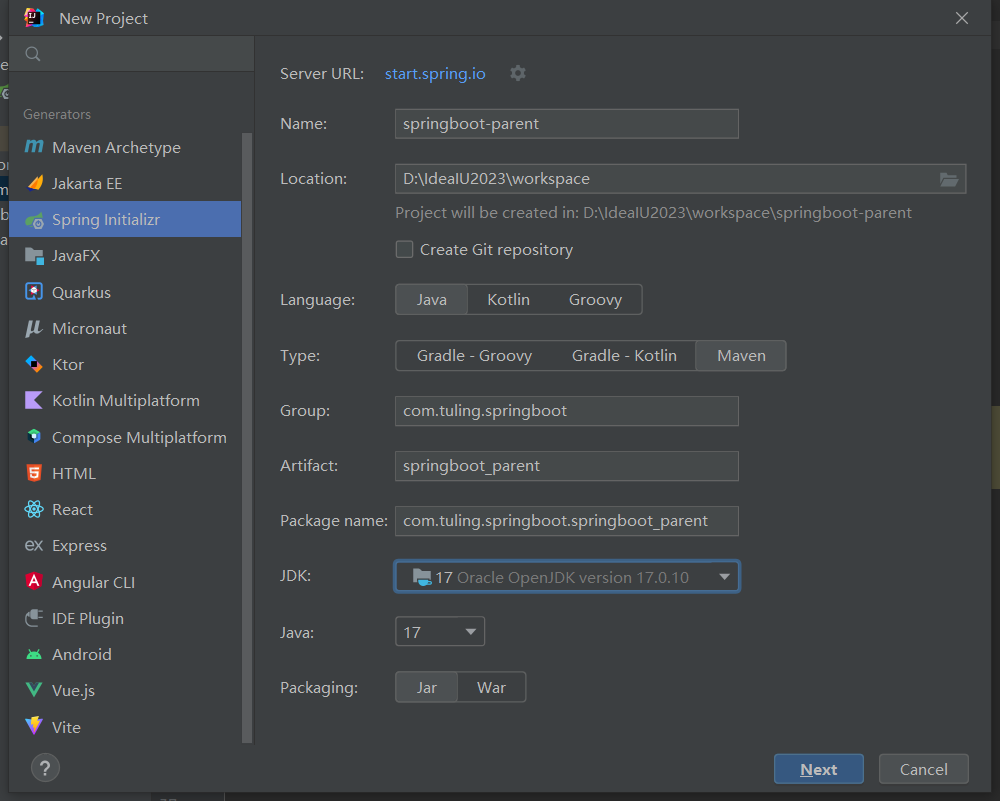 New Project
Server URL: start.spring.io
Generators
Name: springboot-parent
Maven Archetype
Location: D:\IdeaIU2023\workspace
Jakarta EE
Project will be created in: D:\IdeaIU2023\workspace\springboot-parent
Spring Initializr
Create Git repository
JavaFX
Quarkus
Language: Java Kotlin Groovy
Micronaut
Type: Gradle - Groovy Gradle - Kotlin Maven
Ktor
Kotlin Multiplatform
Group: com.tuling.springboot
Compose Multiplatform
Artifact: springboot_parent
HTML
React
Package name: com.tuling.springboot.springboot_parent
Express
JDK: 17 Oracle OpenJDK version 17.0.10
Angular CLI
IDE Plugin
Java: 17
Android
Vue.js
Packaging: Jar War
Vite
?
Next Cancel